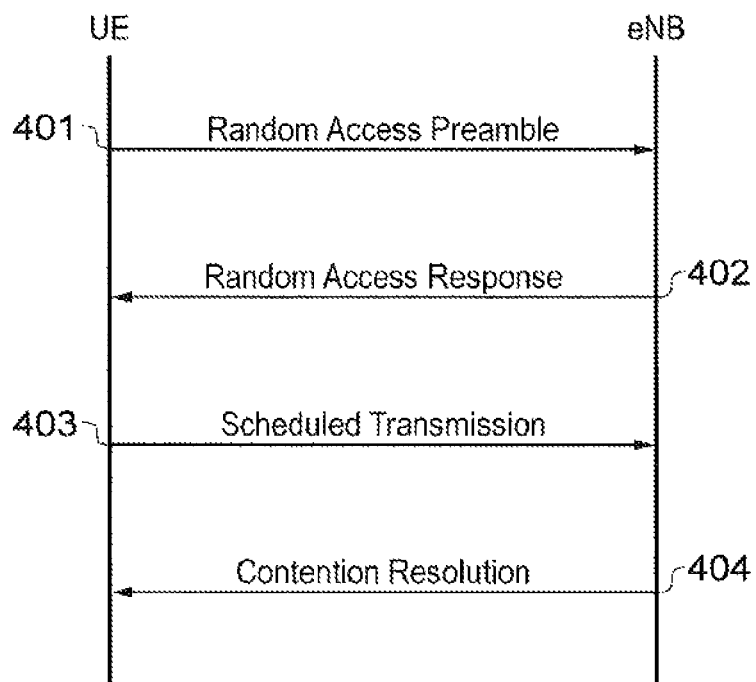 UE
eNB
401
Random Access Preamble
Random Access Response
402
403
Scheduled Transmission
Contention Resolution
404